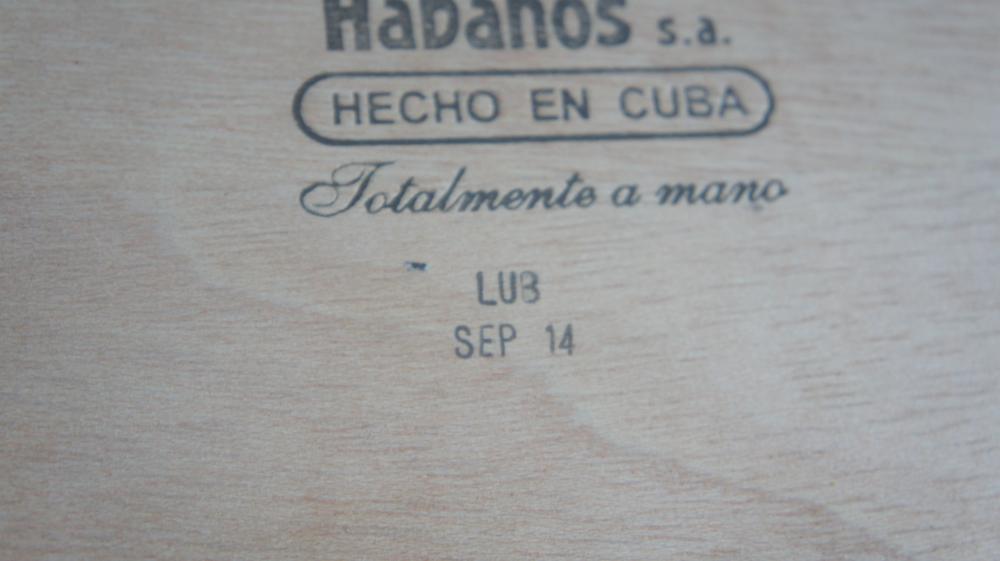 Habanos s.a.
HECHO EN CUBA
Totalmente a mano
LUB
SEP 14